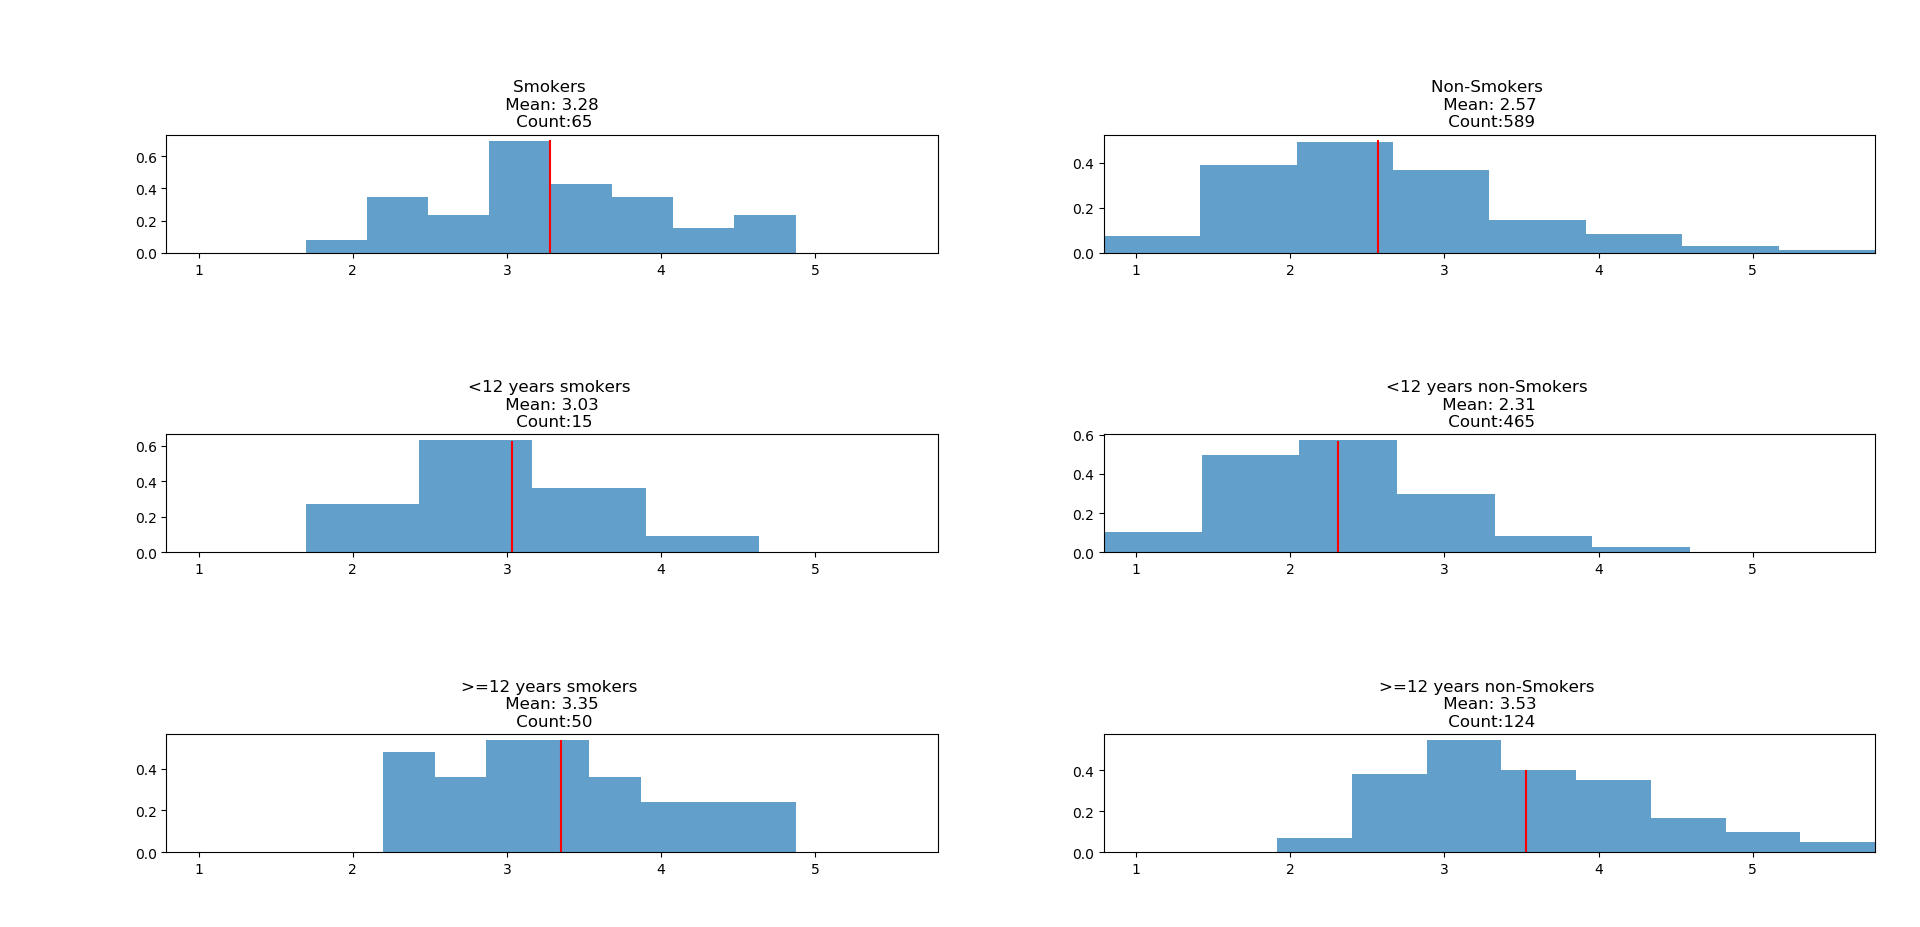 Smokers
Mean: 3.28
Count:65
0.6
0.4
0.2
0.0
1 2 3 4 5
Non-Smokers
Mean: 2.57
Count:589
0.4
0.2
0.0
1 2 3 4 5
<12 years smokers
Mean: 3.03
Count:15
0.6
0.4
0.2
0.0
1 2 3 4 5
<12 years non-Smokers
Mean: 2.31
Count:465
0.6
0.4
0.2
0.0
1 2 3 4 5
>=12 years smokers
Mean: 3.35
Count:50
0.4
0.2
0.0
1 2 3 4 5
>=12 years non-Smokers
Mean: 3.53
Count:124
0.4
0.2
0.0
1 2 3 4 5